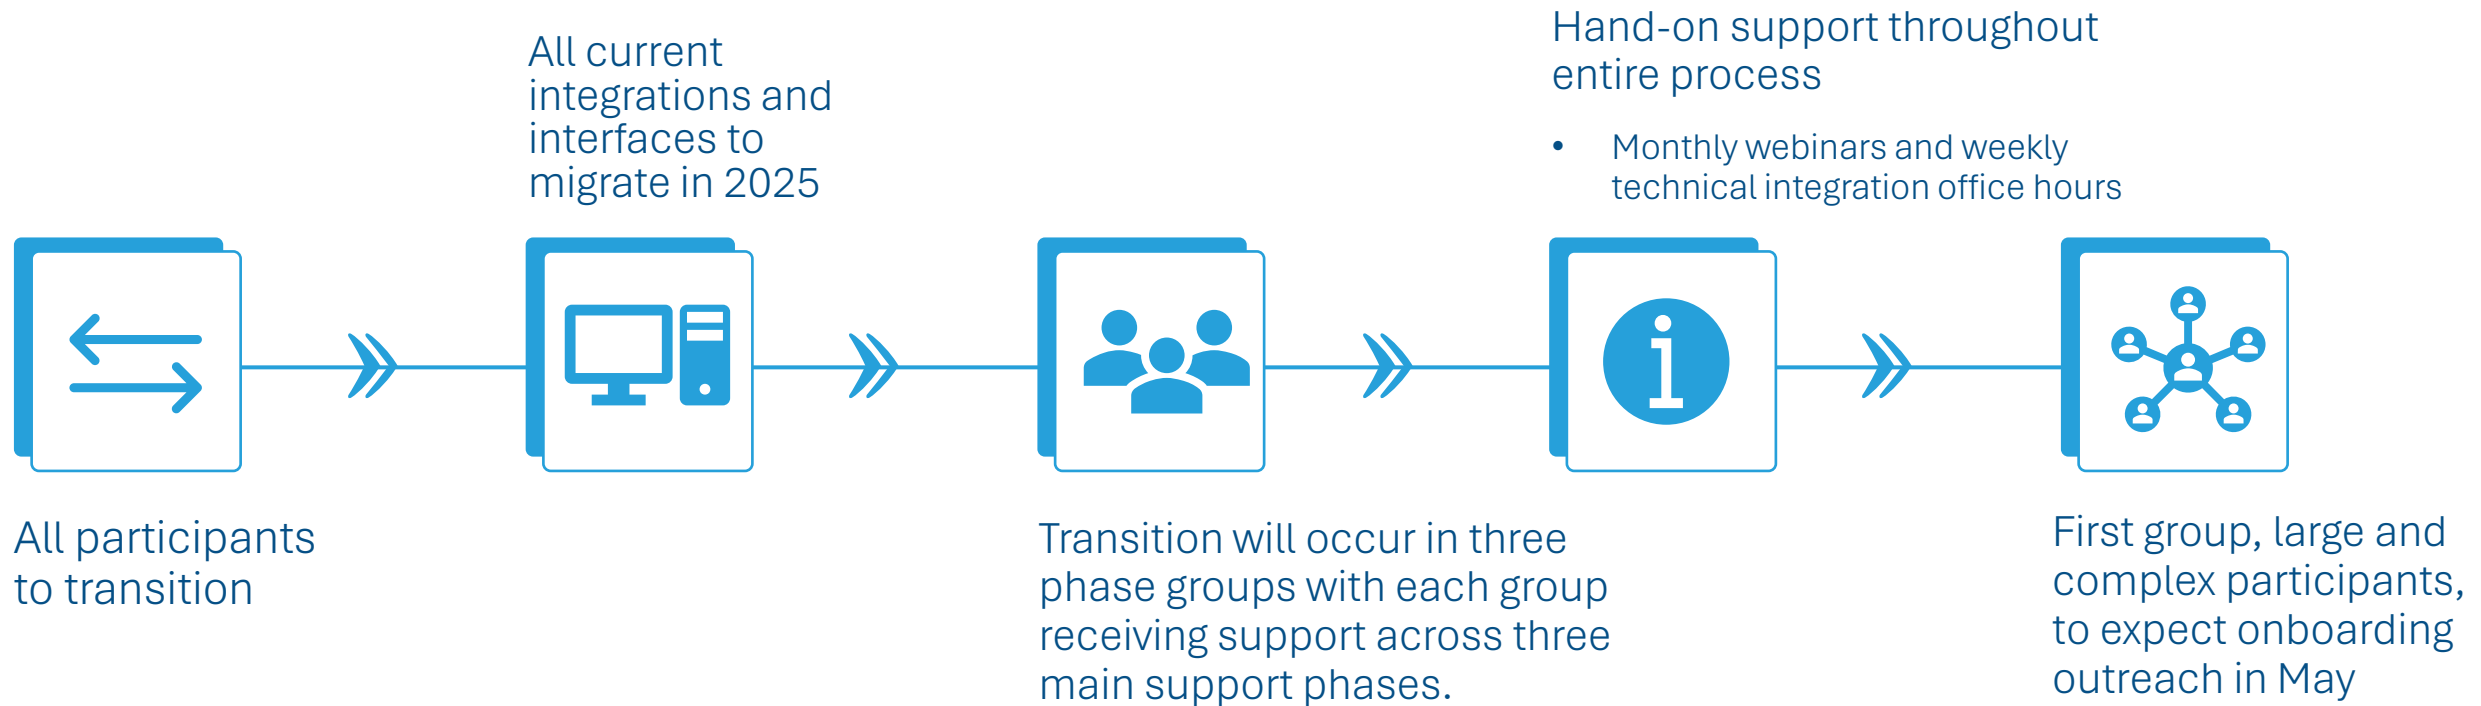 All participants
to transition
All current
integrations and
interfaces to
migrate in 2025
Transition will occur in three
phase groups with each group
receiving support across three
main support phases.
Hand-on support throughout
entire process
• Monthly webinars and weekly
technical integration office hours
First group, large and
complex participants,
to expect onboarding
outreach in May